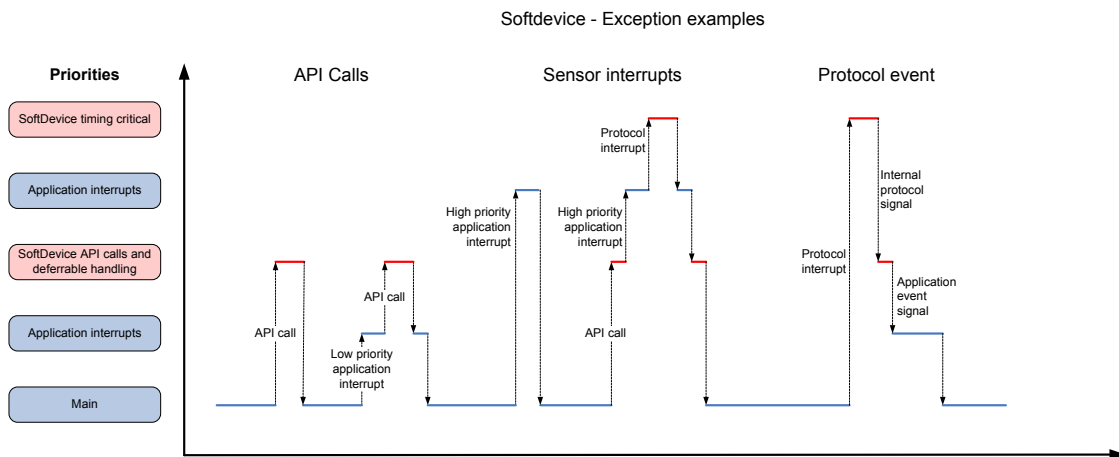 Softdevice - Exception examples
Priorities
API Calls
Sensor interrupts
Protocol event
SoftDevice timing critical
Application interrupts
SoftDevice API calls and
deferrable handling
Application interrupts
Main
API call
Low priority
application
interrupt
API call
High priority
application
interrupt
API call
High priority
application
interrupt
Protocol
interrupt
Protocol
interrupt
Internal
protocol
signal
Application
event
signal